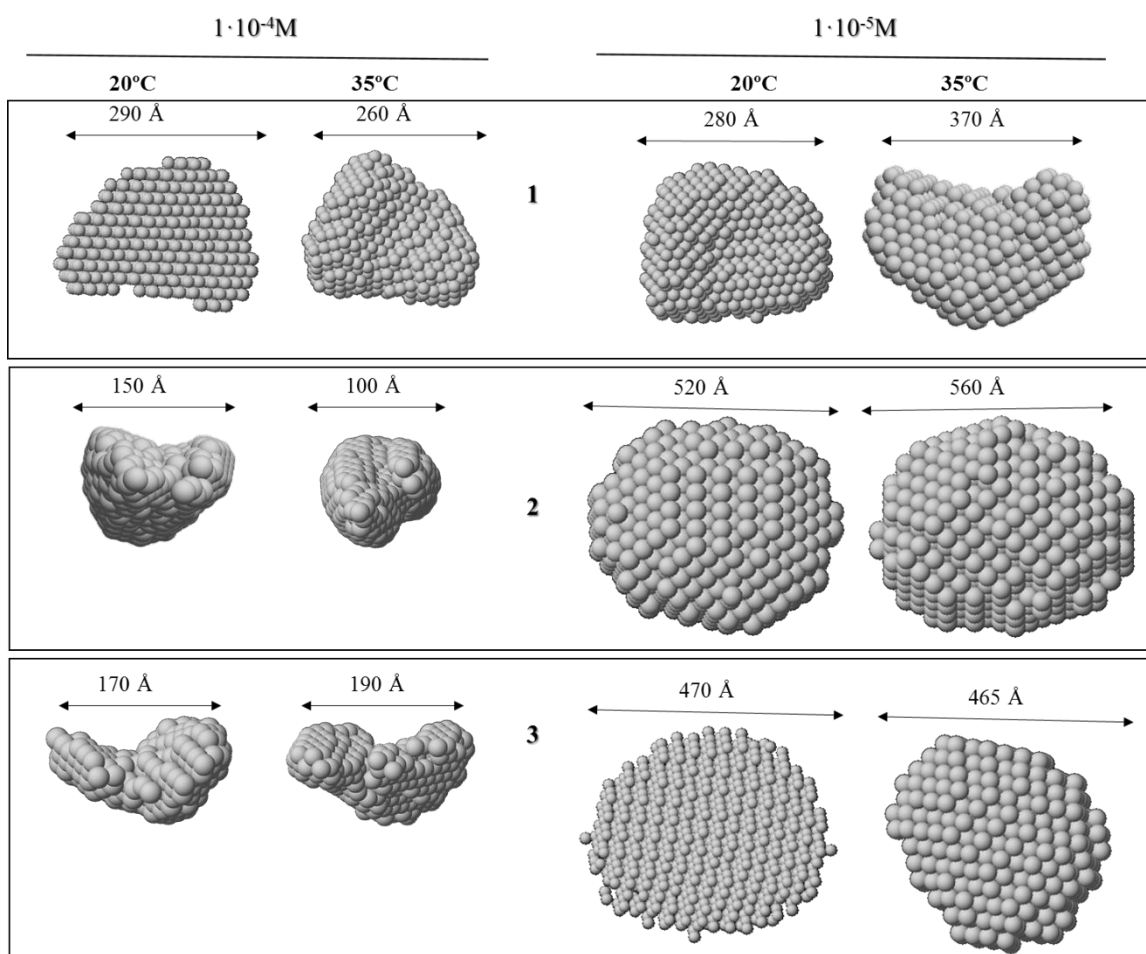 1·10⁻⁴M 1·10⁻⁵M
20ºC 35ºC 20ºC 35ºC
290 Å 260 Å 280 Å 370 Å
1
150 Å 100 Å 520 Å 560 Å
2
170 Å 190 Å 470 Å 465 Å
3